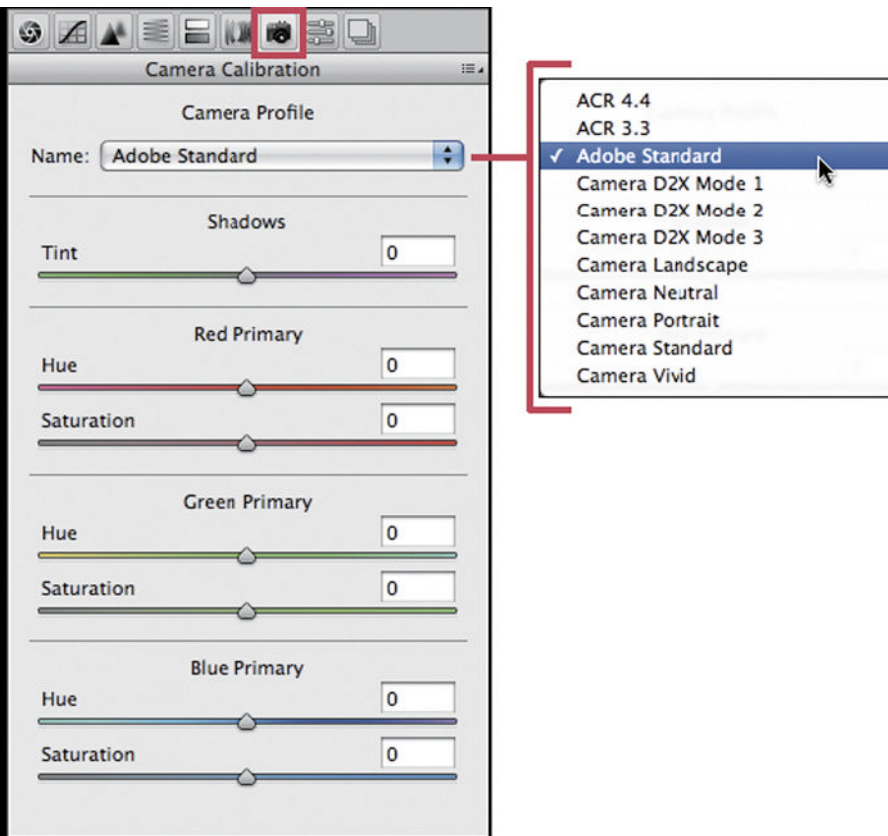 Camera Calibration
Camera Profile
Name: Adobe Standard
Shadows
Tint 0
Red Primary
Hue 0
Saturation 0
Green Primary
Hue 0
Saturation 0
Blue Primary
Hue 0
Saturation 0
ACR 4.4
ACR 3.3
✓ Adobe Standard
Camera D2X Mode 1
Camera D2X Mode 2
Camera D2X Mode 3
Camera Landscape
Camera Neutral
Camera Portrait
Camera Standard
Camera Vivid